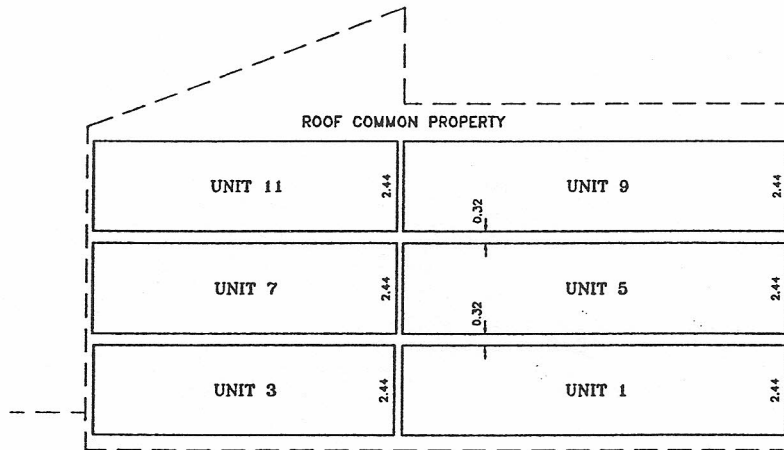 ROOF COMMON PROPERTY
UNIT 11
2.44
UNIT 9
2.44
0.32
UNIT 7
2.44
UNIT 5
2.44
0.32
UNIT 3
2.44
UNIT 1
2.44